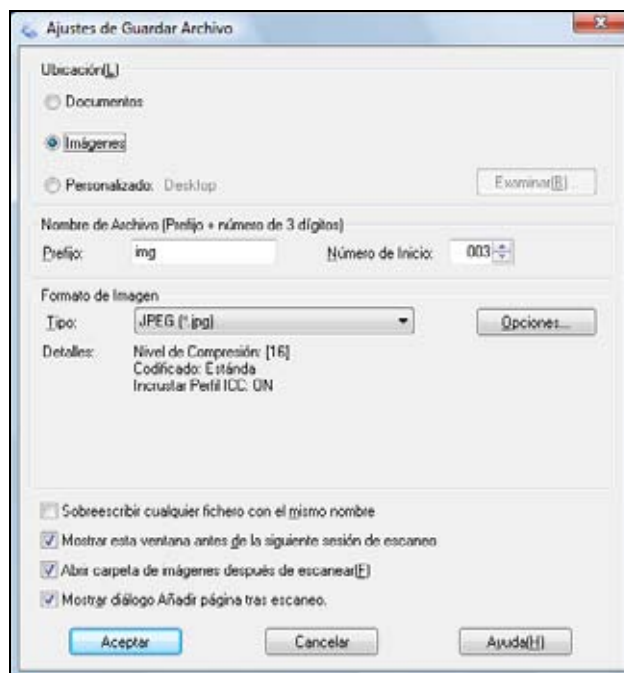 Ajustes de Guardar Archivo
Ubicación(L)
Documentos
Imágenes
Personalizado: Desktop Examinar(B)...
Nombre de Archivo (Prefijo + número de 3 dígitos)
Prefijo: img Número de Inicio: 003
Formato de Imagen
Tipo: JPEG (*.jpg) Opciones...
Detalles: Nivel de Compresión: [16]
Codificado: Estánda
Incrustar Perfil ICC: ON
Sobreescribir cualquier fichero con el mismo nombre
Mostrar esta ventana antes de la siguiente sesión de escaneo
Abrir carpeta de imágenes después de escanear(F)
Mostrar diálogo Añadir página tras escaneo.
Aceptar Cancelar Ayuda(H)